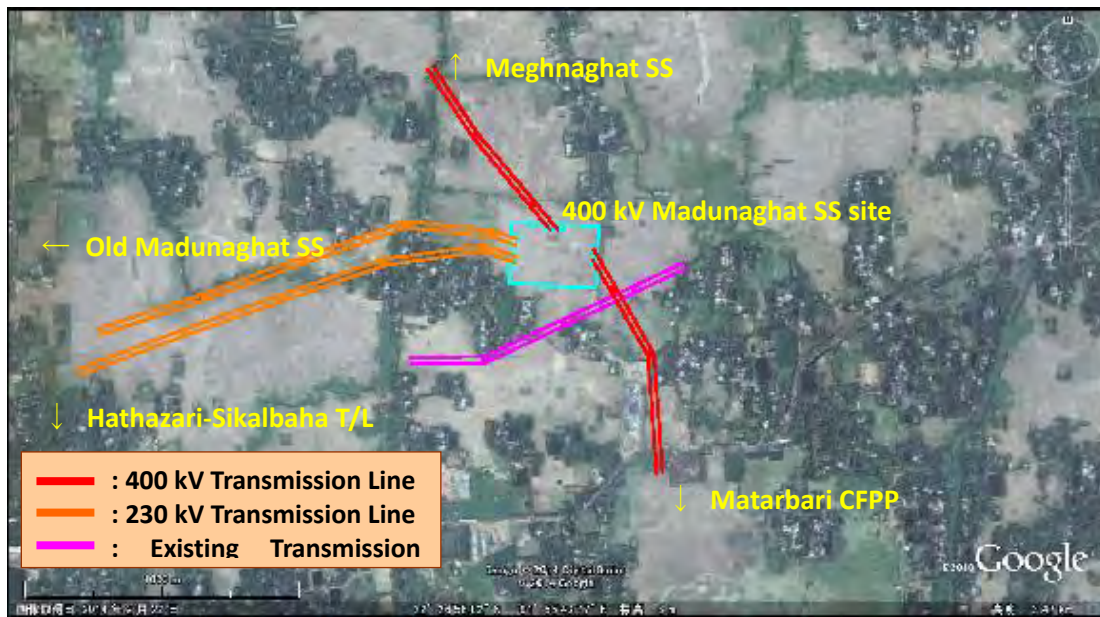 ↑ Meghnaghat SS
400 kV Madunaghat SS site
← Old Madunaghat SS
↓ Hathazari-Sikalbaha T/L
: 400 kV Transmission Line
: 230 kV Transmission Line
: Existing Transmission
↓ Matarbari CFPP
Google